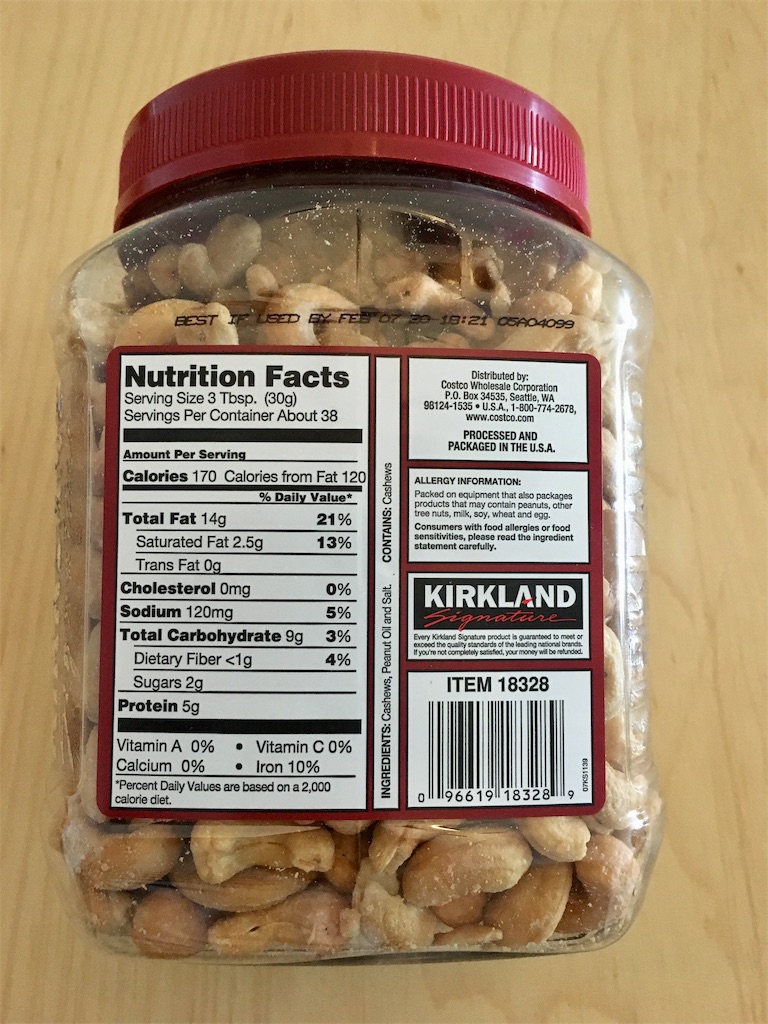 BEST IF USED BY FEB 07 20 18:21 05A04099
Nutrition Facts
Serving Size 3 Tbsp. (30g)
Servings Per Container About 38
Amount Per Serving
Calories 170 Calories from Fat 120
% Daily Value*
Total Fat 14g 21%
Saturated Fat 2.5g 13%
Trans Fat 0g
Cholesterol 0mg 0%
Sodium 120mg 5%
Total Carbohydrate 9g 3%
Dietary Fiber <1g 4%
Sugars 2g
Protein 5g
Vitamin A 0% • Vitamin C 0%
Calcium 0% • Iron 10%
*Percent Daily Values are based on a 2,000
calorie diet.
INGREDIENTS: Cashews, Peanut Oil and Salt. CONTAINS: Cashews
Distributed by:
Costco Wholesale Corporation
P.O. Box 34535, Seattle, WA
98124-1535 • U.S.A., 1-800-774-2678,
www.costco.com
PROCESSED AND
PACKAGED IN THE U.S.A.
ALLERGY INFORMATION:
Packed on equipment that also packages
products that may contain peanuts, other
tree nuts, milk, soy, wheat and egg.
Consumers with food allergies or food
sensitivities, please read the ingredient
statement carefully.
KIRKLAND
Signature
Every Kirkland Signature product is guaranteed to meet or
exceed the quality standards of the leading national brands.
If you're not completely satisfied, your money will be refunded.
ITEM 18328
0 96619 18328 9
07KS1139